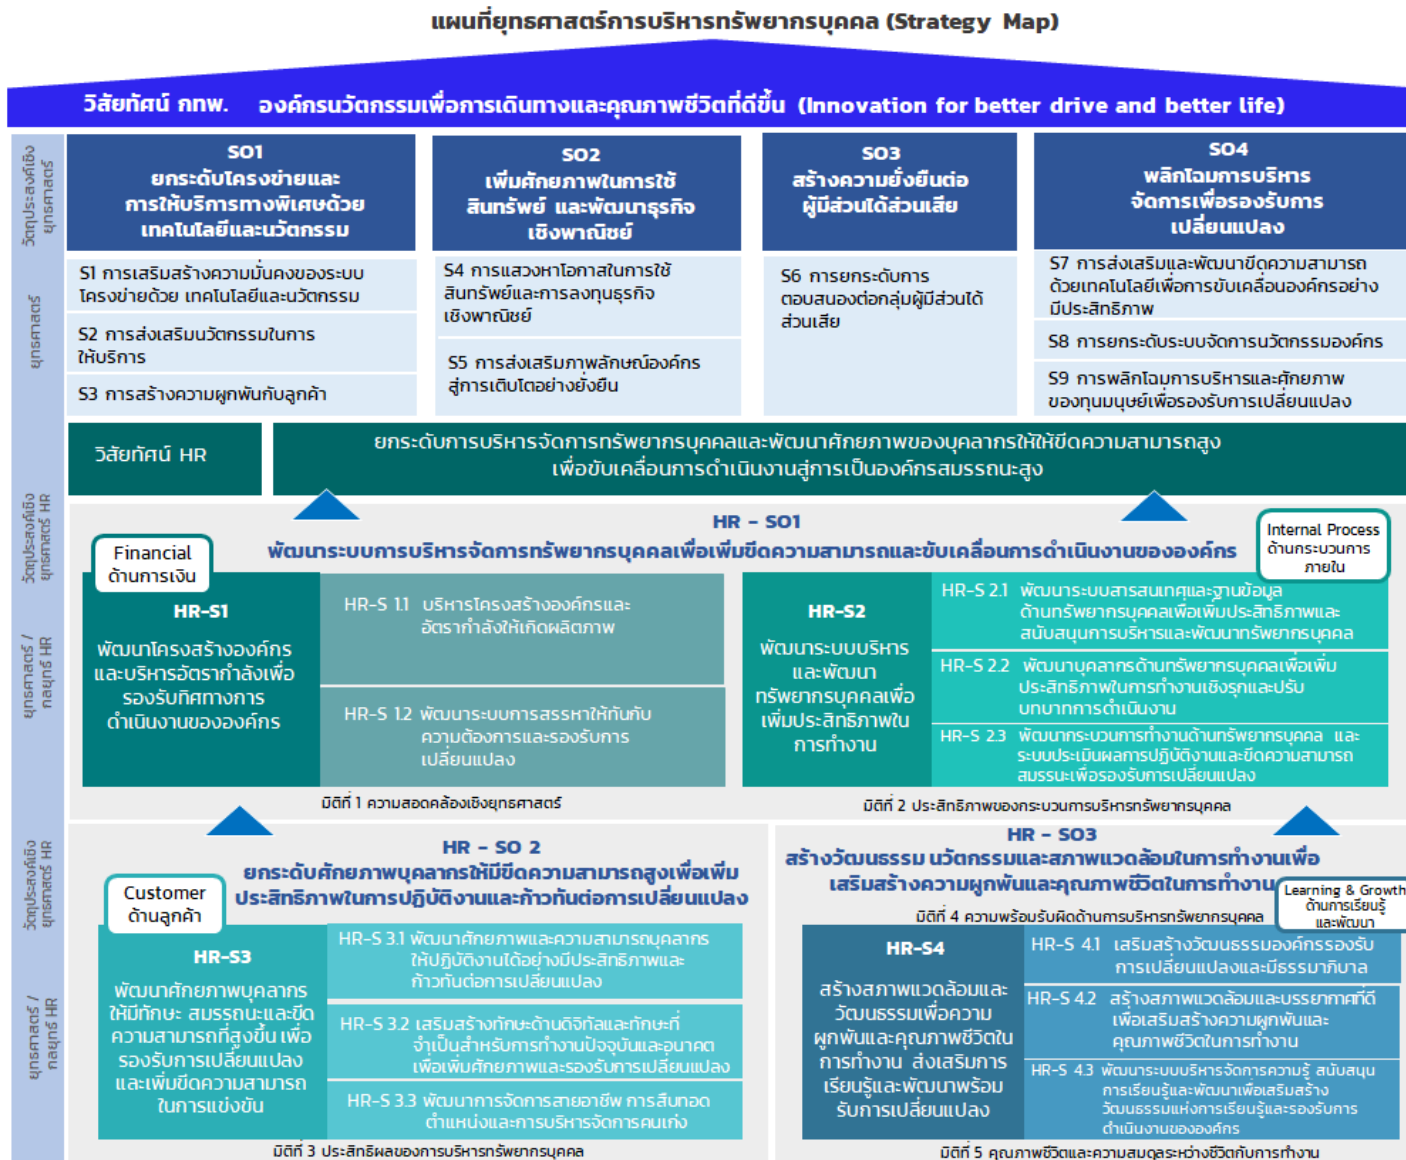 แผนที่ยุทธศาสตร์การบริหารทรัพยากรบุคคล (Strategy Map)
วิสัยทัศน์ กทพ. องค์กรนวัตกรรมเพื่อการเดินทางและคุณภาพชีวิตที่ดีขึ้น (Innovation for better drive and better life)
วัตถุประสงค์เชิง
ยุทธศาสตร์
SO1
ยกระดับโครงข่ายและ
การให้บริการทางพิเศษด้วย
เทคโนโลยีและนวัตกรรม
SO2
เพิ่มศักยภาพในการใช้
สินทรัพย์ และพัฒนาธุรกิจ
เชิงพาณิชย์
SO3
สร้างความยั่งยืนต่อ
ผู้มีส่วนได้ส่วนเสีย
SO4
พลิกโฉมการบริหาร
จัดการเพื่อรองรับการ
เปลี่ยนแปลง
ยุทธศาสตร์
S1 การเสริมสร้างความมั่นคงของระบบ
โครงข่ายด้วย เทคโนโลยีและนวัตกรรม
S2 การส่งเสริมนวัตกรรมในการ
ให้บริการ
S3 การสร้างความผูกพันกับลูกค้า
S4 การแสวงหาโอกาสในการใช้
สินทรัพย์และการลงทุนธุรกิจ
เชิงพาณิชย์
S5 การส่งเสริมภาพลักษณ์องค์กร
สู่การเติบโตอย่างยั่งยืน
S6 การยกระดับการ
ตอบสนองต่อกลุ่มผู้มีส่วนได้
ส่วนเสีย
S7 การส่งเสริมและพัฒนาขีดความสามารถ
ด้วยเทคโนโลยีเพื่อการขับเคลื่อนองค์กรอย่าง
มีประสิทธิภาพ
S8 การยกระดับระบบจัดการนวัตกรรมองค์กร
S9 การพลิกโฉมการบริหารและศักยภาพ
ของทุนมนุษย์เพื่อรองรับการเปลี่ยนแปลง
วิสัยทัศน์ HR
ยกระดับการบริหารจัดการทรัพยากรบุคคลและพัฒนาศักยภาพของบุคลากรให้ให้ขีดความสามารถสูง
เพื่อขับเคลื่อนการดำเนินงานสู่การเป็นองค์กรสมรรถนะสูง
วัตถุประสงค์เชิง
ยุทธศาสตร์ HR
HR - SO1
พัฒนาระบบการบริหารจัดการทรัพยากรบุคคลเพื่อเพิ่มขีดความสามารถและขับเคลื่อนการดำเนินงานขององค์กร
Financial
ด้านการเงิน
Internal Process
ด้านกระบวนการ
ภายใน
ยุทธศาสตร์ /
กลยุทธ์ HR
HR-S1
พัฒนาโครงสร้างองค์กร
และบริหารอัตรากำลังเพื่อ
รองรับทิศทางการ
ดำเนินงานขององค์กร
HR-S 1.1 บริหารโครงสร้างองค์กรและ
อัตรากำลังให้เกิดผลิตภาพ
HR-S 1.2 พัฒนาระบบการสรรหาให้ทันกับ
ความต้องการและรองรับการ
เปลี่ยนแปลง
มิติที่ 1 ความสอดคล้องเชิงยุทธศาสตร์
HR-S2
พัฒนาระบบบริหาร
และพัฒนา
ทรัพยากรบุคคลเพื่อ
เพิ่มประสิทธิภาพใน
การทำงาน
HR-S 2.1 พัฒนาระบบสารสนเทศและฐานข้อมูล
ด้านทรัพยากรบุคคลเพื่อเพิ่มประสิทธิภาพและ
สนับสนุนการบริหารและพัฒนาทรัพยากรบุคคล
HR-S 2.2 พัฒนาบุคลากรด้านทรัพยากรบุคคลเพื่อเพิ่ม
ประสิทธิภาพในการทำงานเชิงรุกและปรับ
บทบาทการดำเนินงาน
HR-S 2.3 พัฒนากระบวนการทำงานด้านทรัพยากรบุคคล และ
ระบบประเมินผลการปฏิบัติงานและขีดความสามารถ
สมรรนะเพื่อรองรับการเปลี่ยนแปลง
มิติที่ 2 ประสิทธิภาพของกระบวนการบริหารทรัพยากรบุคคล
วัตถุประสงค์เชิง
ยุทธศาสตร์ HR
HR - SO 2
ยกระดับศักยภาพบุคลากรให้มีขีดความสามารถสูงเพื่อเพิ่ม
ประสิทธิภาพในการปฏิบัติงานและก้าวทันต่อการเปลี่ยนแปลง
Customer
ด้านลูกค้า
ยุทธศาสตร์ /
กลยุทธ์ HR
HR-S3
พัฒนาศักยภาพบุคลากร
ให้มีทักษะ สมรรถนะและขีด
ความสามารถที่สูงขึ้น เพื่อ
รองรับการเปลี่ยนแปลง
และเพิ่มขีดความสามารถ
ในการแข่งขัน
HR-S 3.1 พัฒนาศักยภาพและความสามารถบุคลากร
ให้ปฏิบัติงานได้อย่างมีประสิทธิภาพและ
ก้าวทันต่อการเปลี่ยนแปลง
HR-S 3.2 เสริมสร้างทักษะด้านดิจิทัลและทักษะที่
จำเป็นสำหรับการทำงานปัจจุบันและอนาคต
เพื่อเพิ่มศักยภาพและรองรับการเปลี่ยนแปลง
HR-S 3.3 พัฒนาการจัดการสายอาชีพ การสืบทอด
ตำแหน่งและการบริหารจัดการคนเก่ง
มิติที่ 3 ประสิทธิผลของการบริหารทรัพยากรบุคคล
HR - SO3
สร้างวัฒนธรรม นวัตกรรมและสภาพแวดล้อมในการทำงานเพื่อ
เสริมสร้างความผูกพันและคุณภาพชีวิตในการทำงาน
Learning & Growth
ด้านการเรียนรู้
และพัฒนา
มิติที่ 4 ความพร้อมรับผิดด้านการบริหารทรัพยากรบุคคล
HR-S4
สร้างสภาพแวดล้อมและ
วัฒนธรรมเพื่อความ
ผูกพันและคุณภาพชีวิตใน
การทำงาน ส่งเสริมการ
เรียนรู้และพัฒนาพร้อม
รับการเปลี่ยนแปลง
HR-S 4.1 เสริมสร้างวัฒนธรรมองค์กรรองรับ
การเปลี่ยนแปลงและมีธรรมาภิบาล
HR-S 4.2 สร้างสภาพแวดล้อมและบรรยากาศที่ดี
เพื่อเสริมสร้างความผูกพันและ
คุณภาพชีวิตในการทำงาน
HR-S 4.3 พัฒนาระบบบริหารจัดการความรู้ สนับสนุน
การเรียนรู้และพัฒนาเพื่อเสริมสร้าง
วัฒนธรรมแห่งการเรียนรู้และรองรับการ
ดำเนินงานขององค์กร
มิติที่ 5 คุณภาพชีวิตและความสมดุลระหว่างชีวิตกับการทำงาน